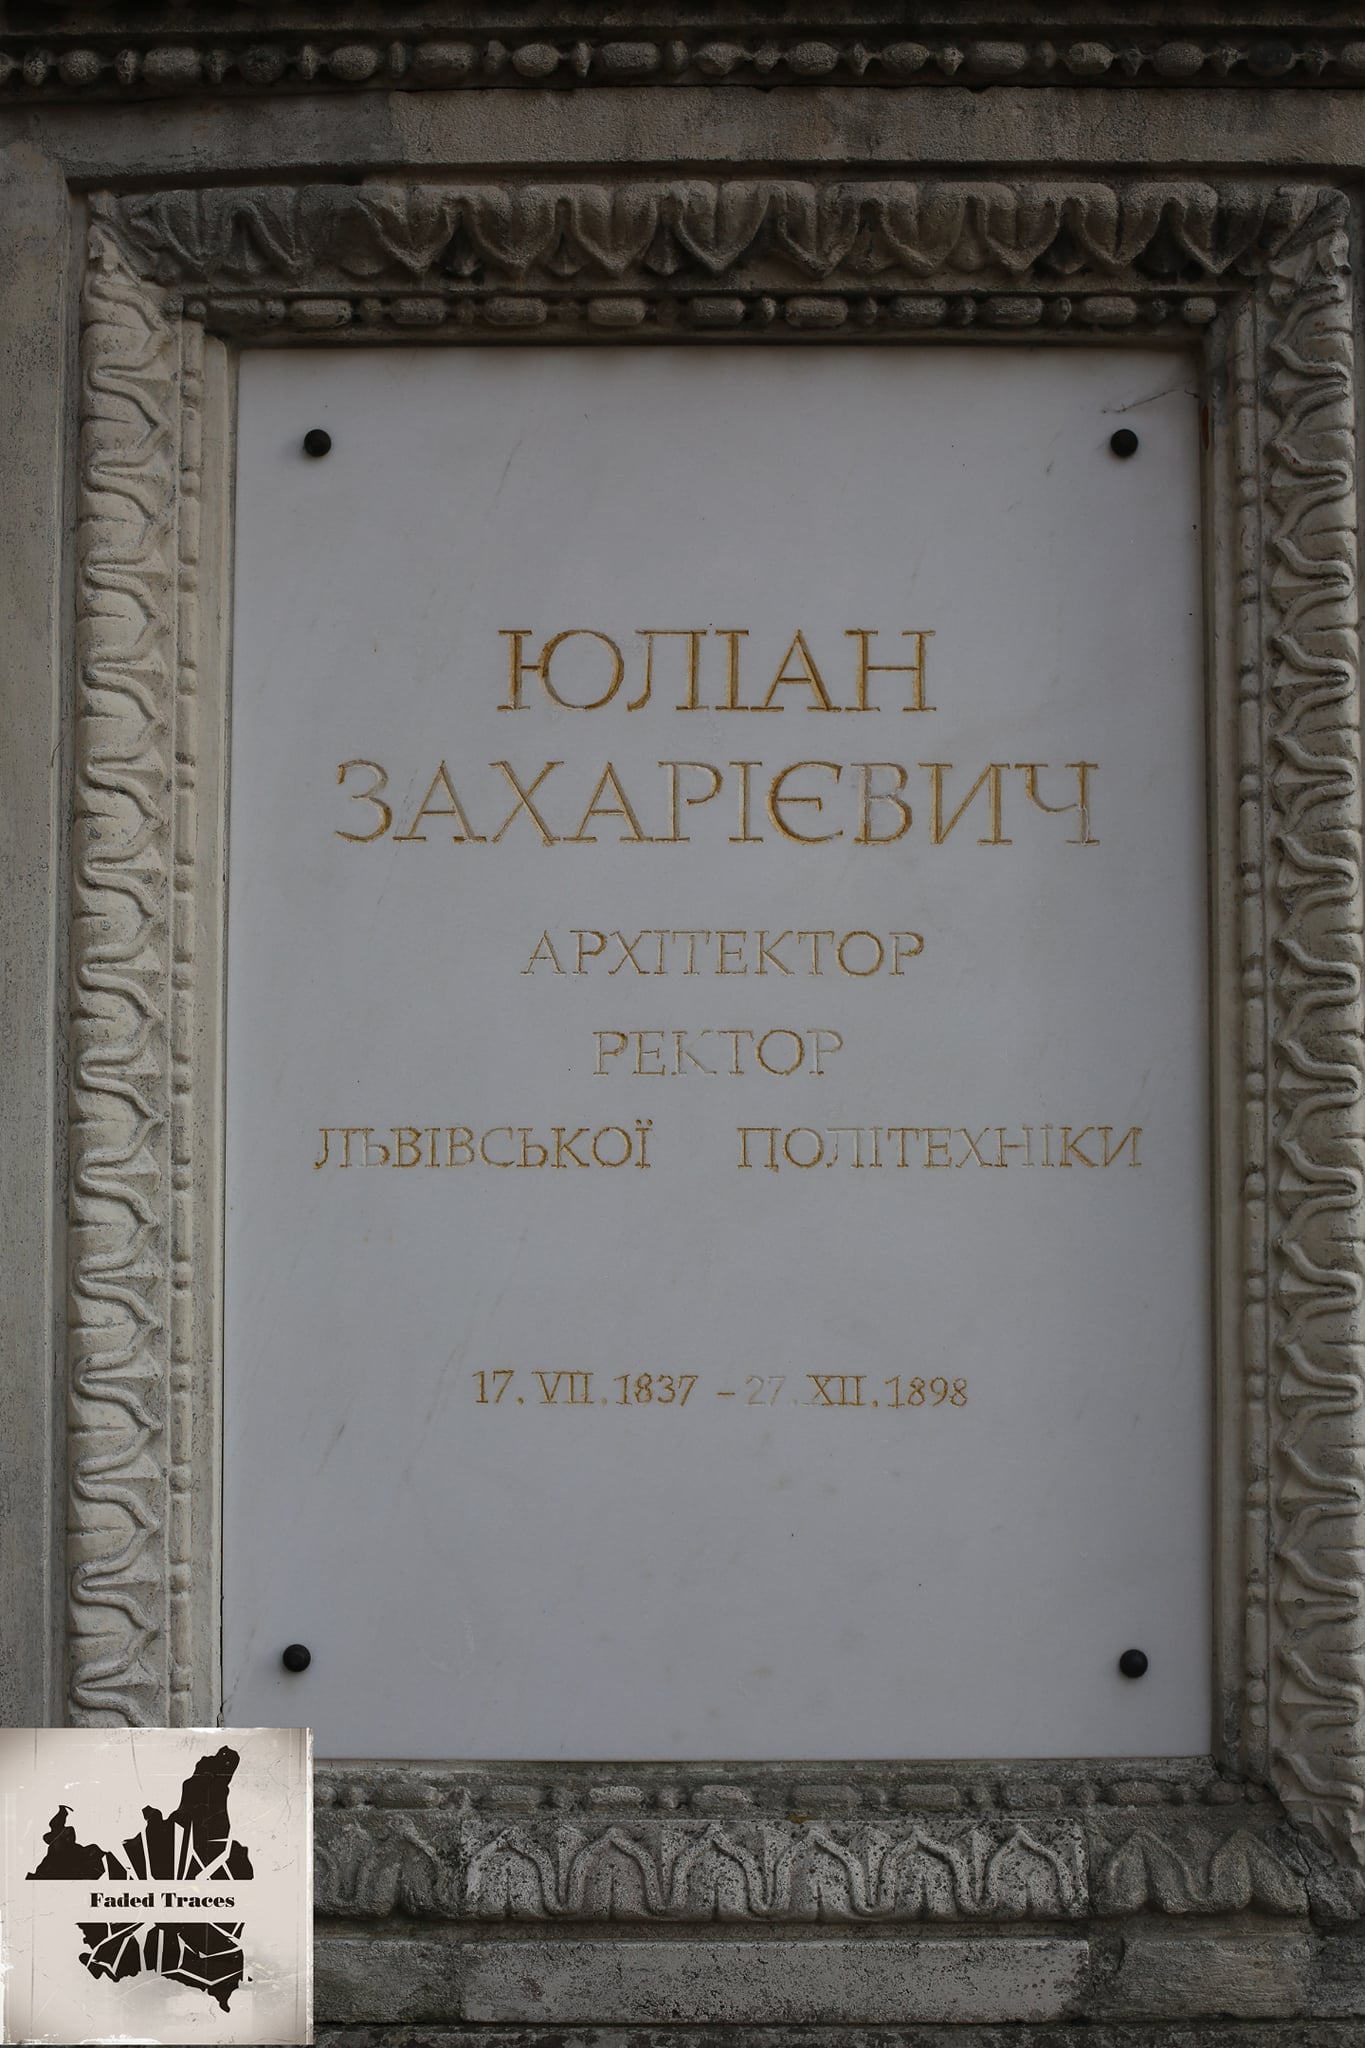 ЮЛІАН
ЗАХАРІЄВИЧ
АРХІТЕКТОР
РЕКТОР
ЛЬВІВСЬКОЇ ПОЛІТЕХНІКИ
17.VII.1837 – 27.XII.1898
Faded Traces